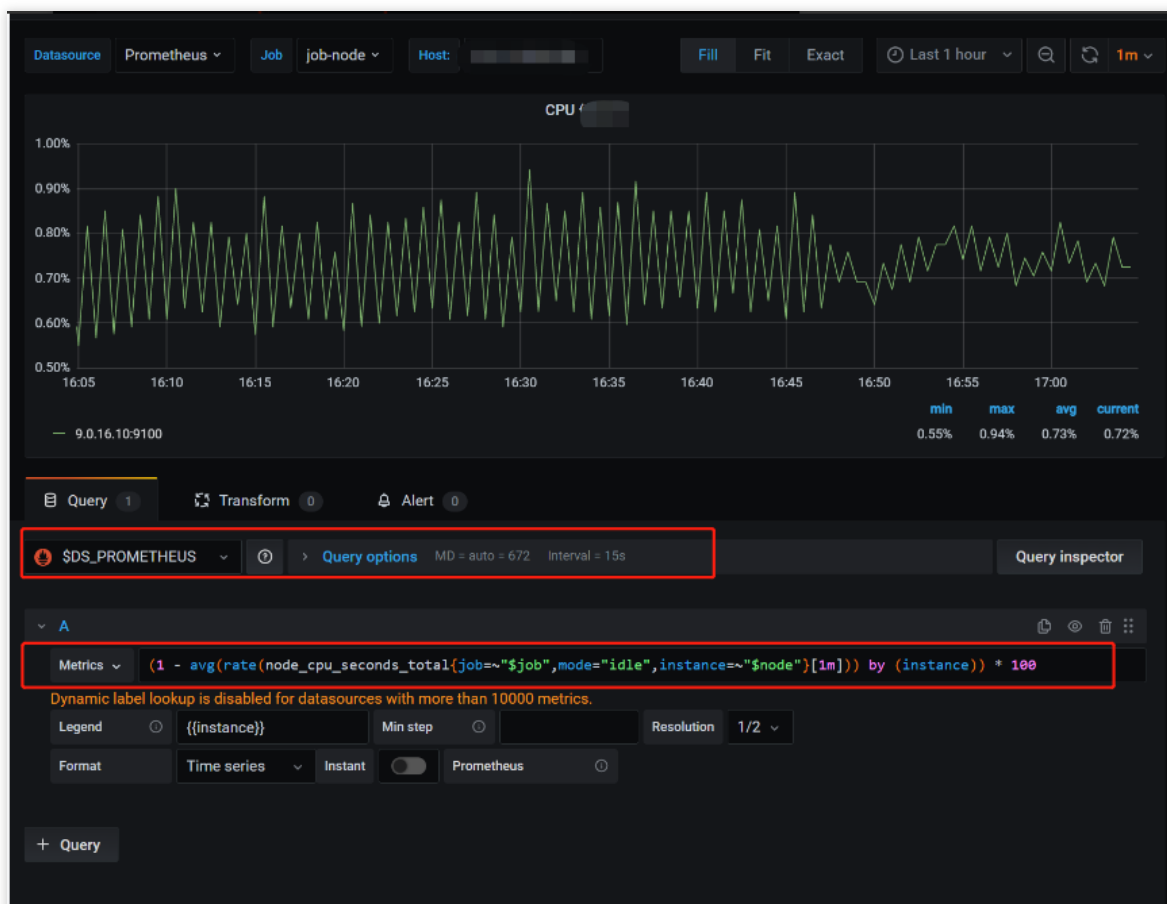 Datasource Prometheus Job job-node Host: Fill Fit Exact Last 1 hour 1m
CPU
1.00%
0.90%
0.80%
0.70%
0.60%
0.50%
16:05 16:10 16:15 16:20 16:25 16:30 16:35 16:40 16:45 16:50 16:55 17:00
min max avg current
9.0.16.10:9100 0.55% 0.94% 0.73% 0.72%
Query 1 Transform 0 Alert 0
$DS_PROMETHEUS Query options MD = auto = 672 Interval = 15s Query inspector
A
Metrics (1 - avg(rate(node_cpu_seconds_total{job=~"$job",mode="idle",instance=~"$node"}[1m])) by (instance)) * 100
Dynamic label lookup is disabled for datasources with more than 10000 metrics.
Legend {{instance}} Min step Resolution 1/2
Format Time series Instant Prometheus
+ Query